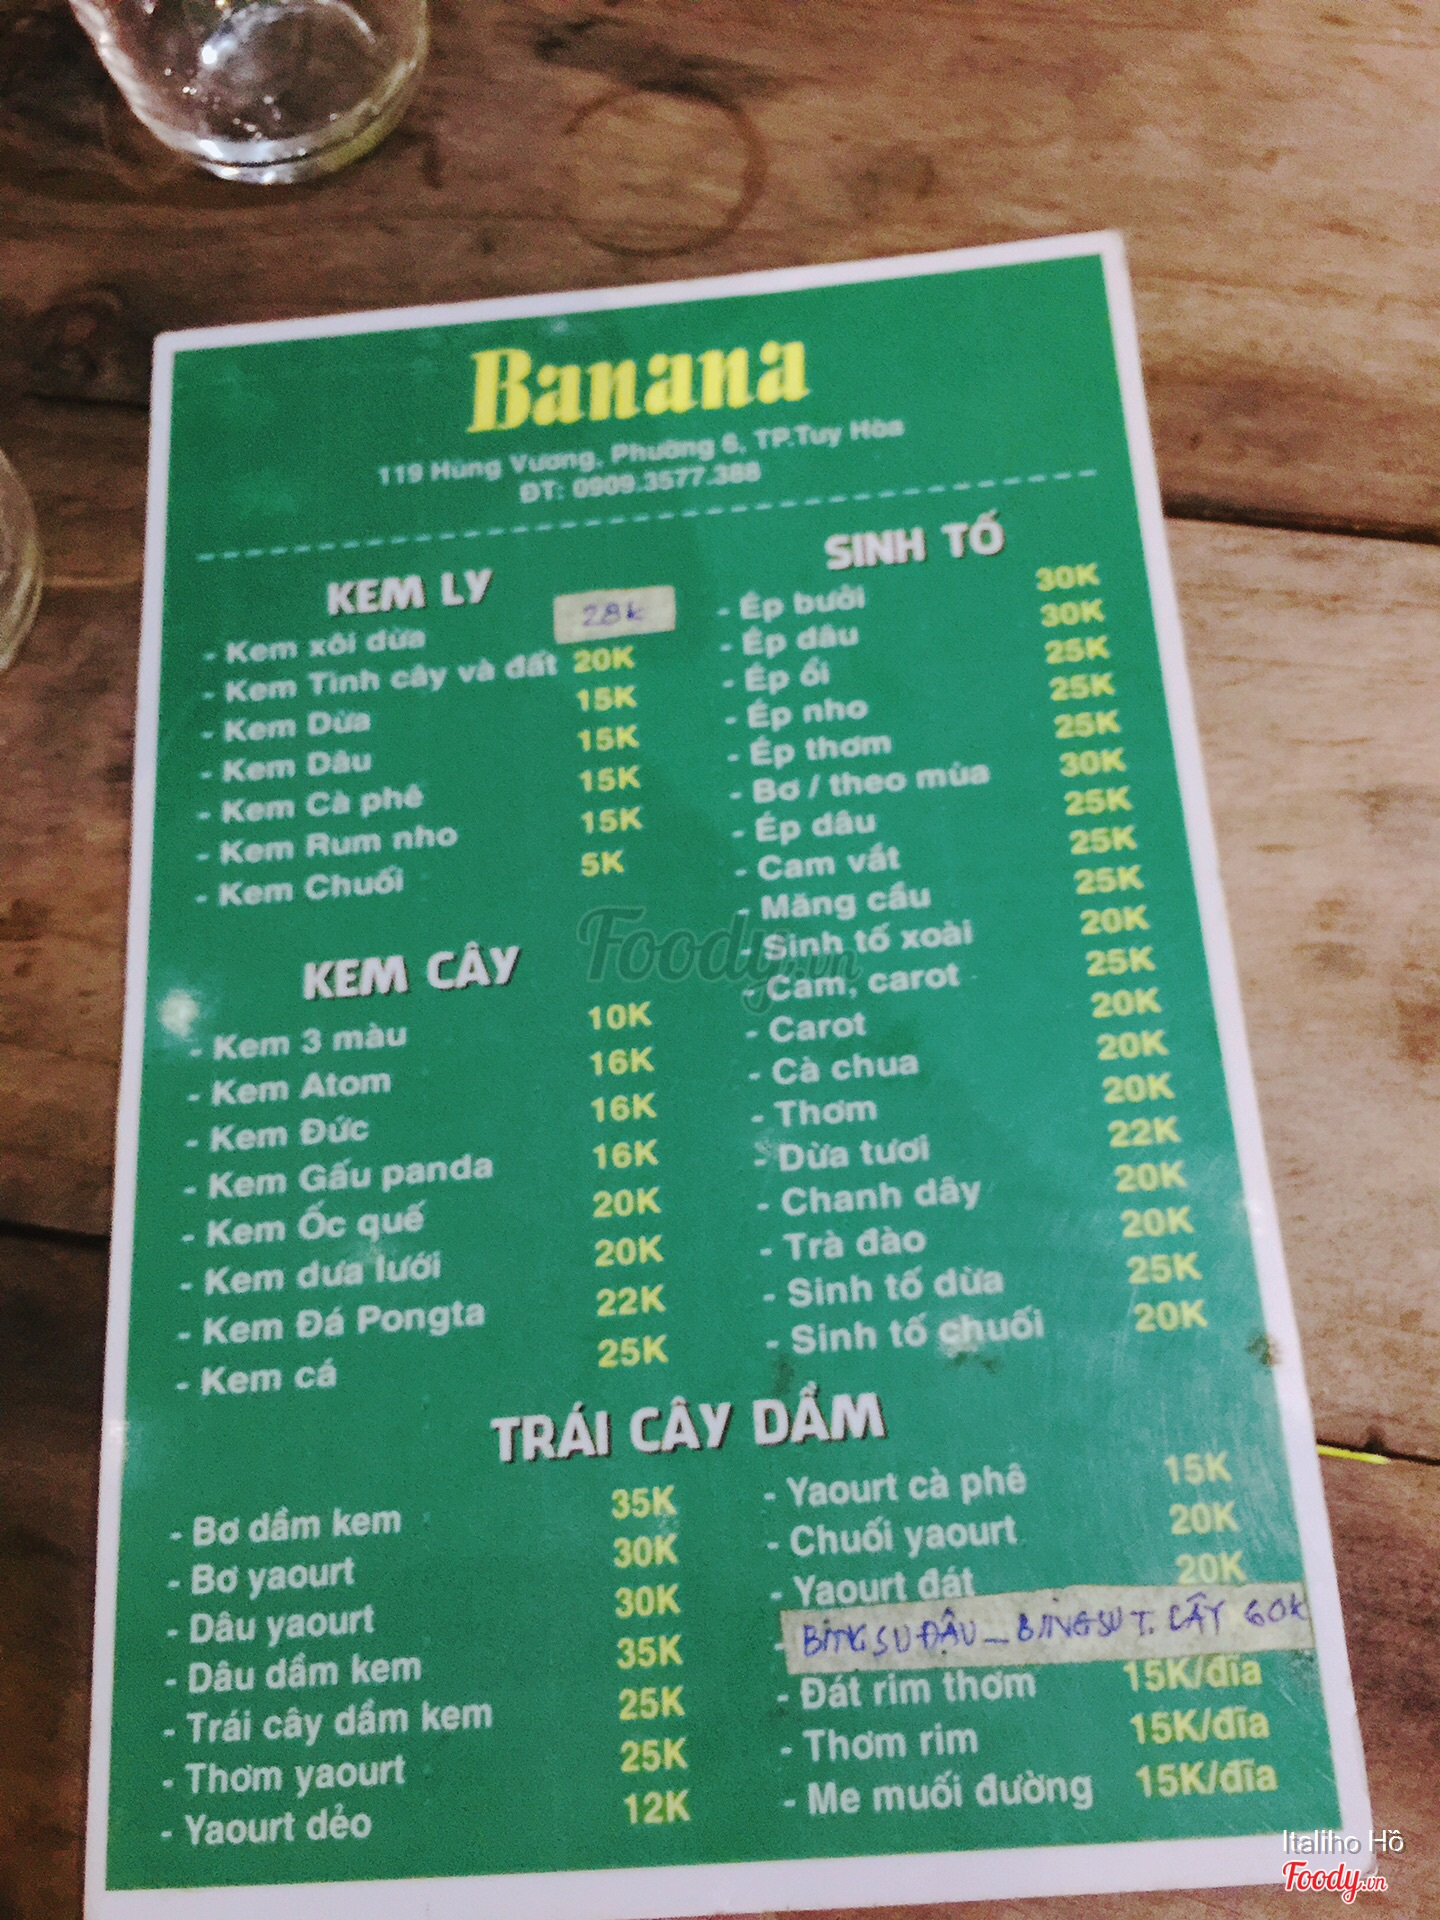 Banana
119 Hùng Vương, Phường 6, TP.Tuy Hòa
ĐT: 0909.3577.388
KEM LY
- Kem xôi dừa 28k
- Kem Tình cây và đất 20K
- Kem Dừa 15K
- Kem Dâu 15K
- Kem Cà phê 15K
- Kem Rum nho 15K
- Kem Chuối 5K
KEM CÂY
- Kem 3 màu 10K
- Kem Atom 16K
- Kem Đức 16K
- Kem Gấu panda 16K
- Kem Ốc quế 20K
- Kem dưa lưới 20K
- Kem Đá Pongta 22K
- Kem cá 25K
SINH TỐ
- Ép bưởi 30K
- Ép dâu 30K
- Ép ổi 25K
- Ép nho 25K
- Ép thơm 25K
- Bơ / theo mùa 30K
- Ép dâu 25K
- Cam vắt 25K
- Măng cầu 25K
- Sinh tố xoài 20K
- Cam, carot 25K
- Carot 20K
- Cà chua 20K
- Thơm 20K
- Dừa tươi 22K
- Chanh dây 20K
- Trà đào 20K
- Sinh tố dừa 25K
- Sinh tố chuối 20K
TRÁI CÂY DẦM
- Bơ dầm kem 35K
- Bơ yaourt 30K
- Dâu yaourt 30K
- Dâu dầm kem 35K
- Trái cây dầm kem 25K
- Thơm yaourt 25K
- Yaourt dẻo 12K
- Yaourt cà phê 15K
- Chuối yaourt 20K
- Yaourt đát 20K
- BINGSU DÂU - BINGSU T. CÂY 60K
- Đát rim thơm 15K/đĩa
- Thơm rim 15K/đĩa
- Me muối đường 15K/đĩa
Foody.vn
Italiho Hồ
Foody.vn